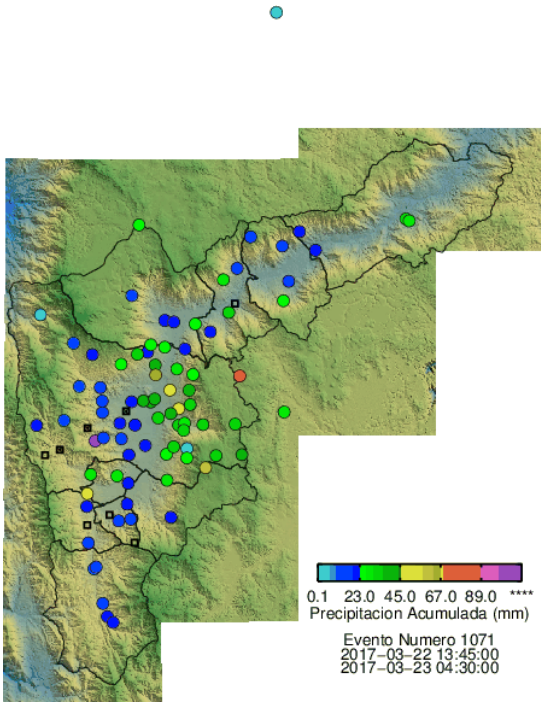 0.1 23.0 45.0 67.0 89.0 ****
Precipitacion Acumulada (mm)
Evento Numero 1071
2017-03-22 13:45:00
2017-03-23 04:30:00